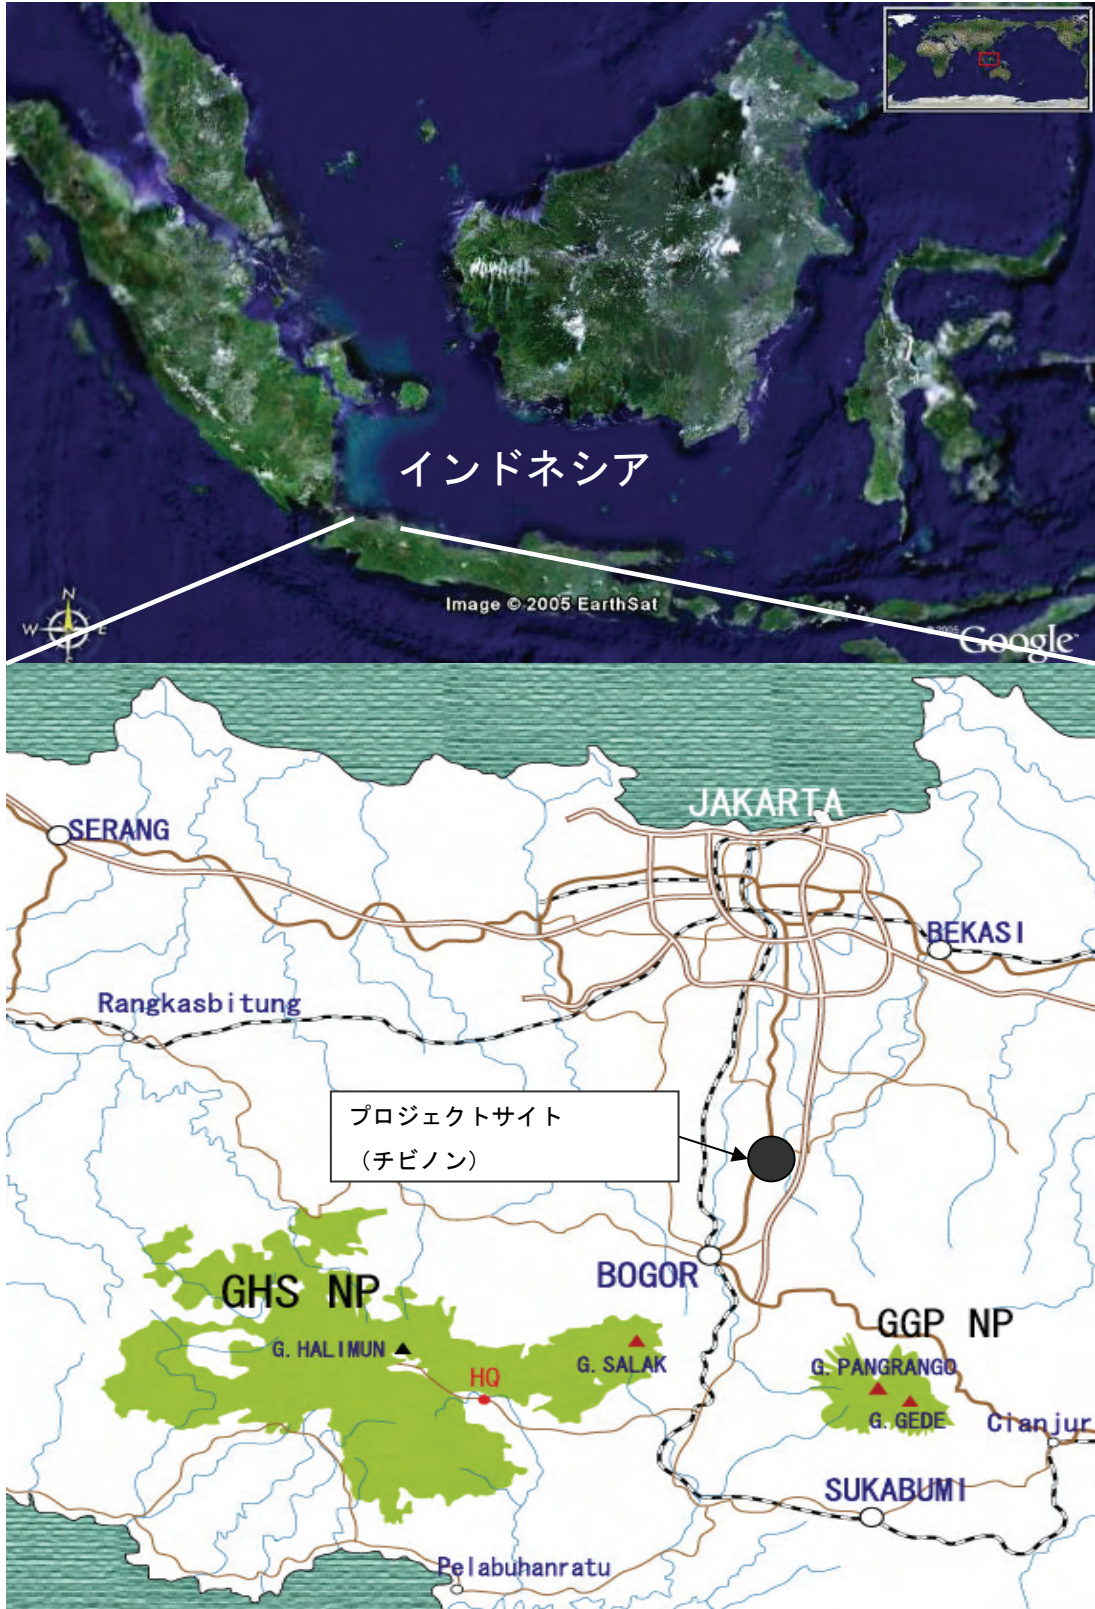 インドネシア
Image © 2005 EarthSat
N
W
E
S
©2005 Google™
JAKARTA
SERANG
BEKASI
Rangkasbitung
プロジェクトサイト
（チビノン）
BOGOR
GHS NP
GGP NP
G. HALIMUN
G. SALAK
G. PANGRANGO
HQ
G. GEDE
Cianjur
SUKABUMI
Pelabuhanratu